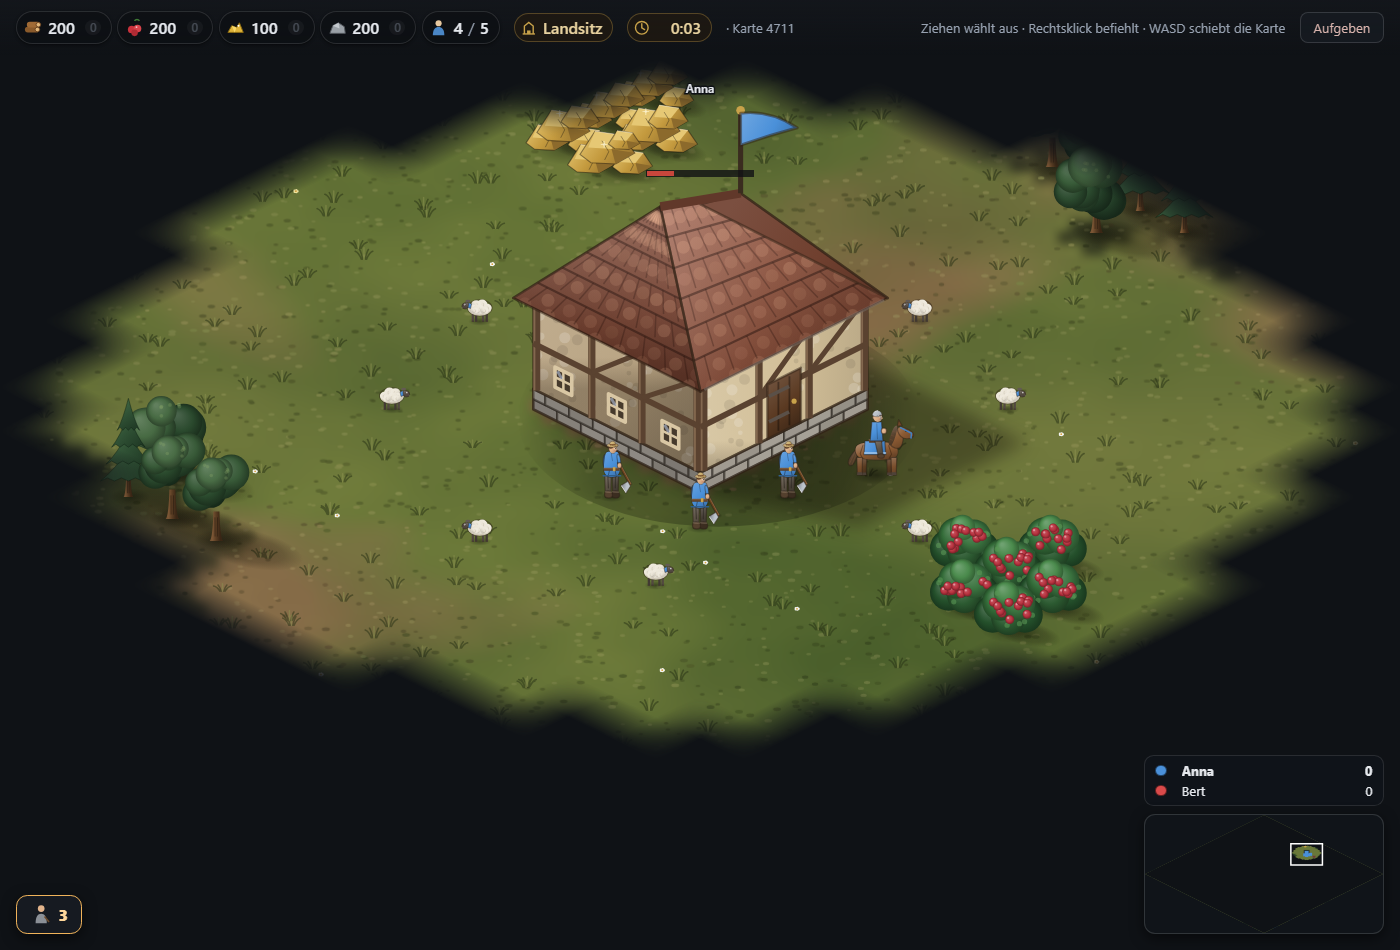 200 0 200 0 100 0 200 0 4 / 5 Landsitz 0:03 · Karte 4711 Ziehen wählt aus · Rechtsklick befiehlt · WASD schiebt die Karte Aufgeben
Anna
Anna 0
Bert 0
3